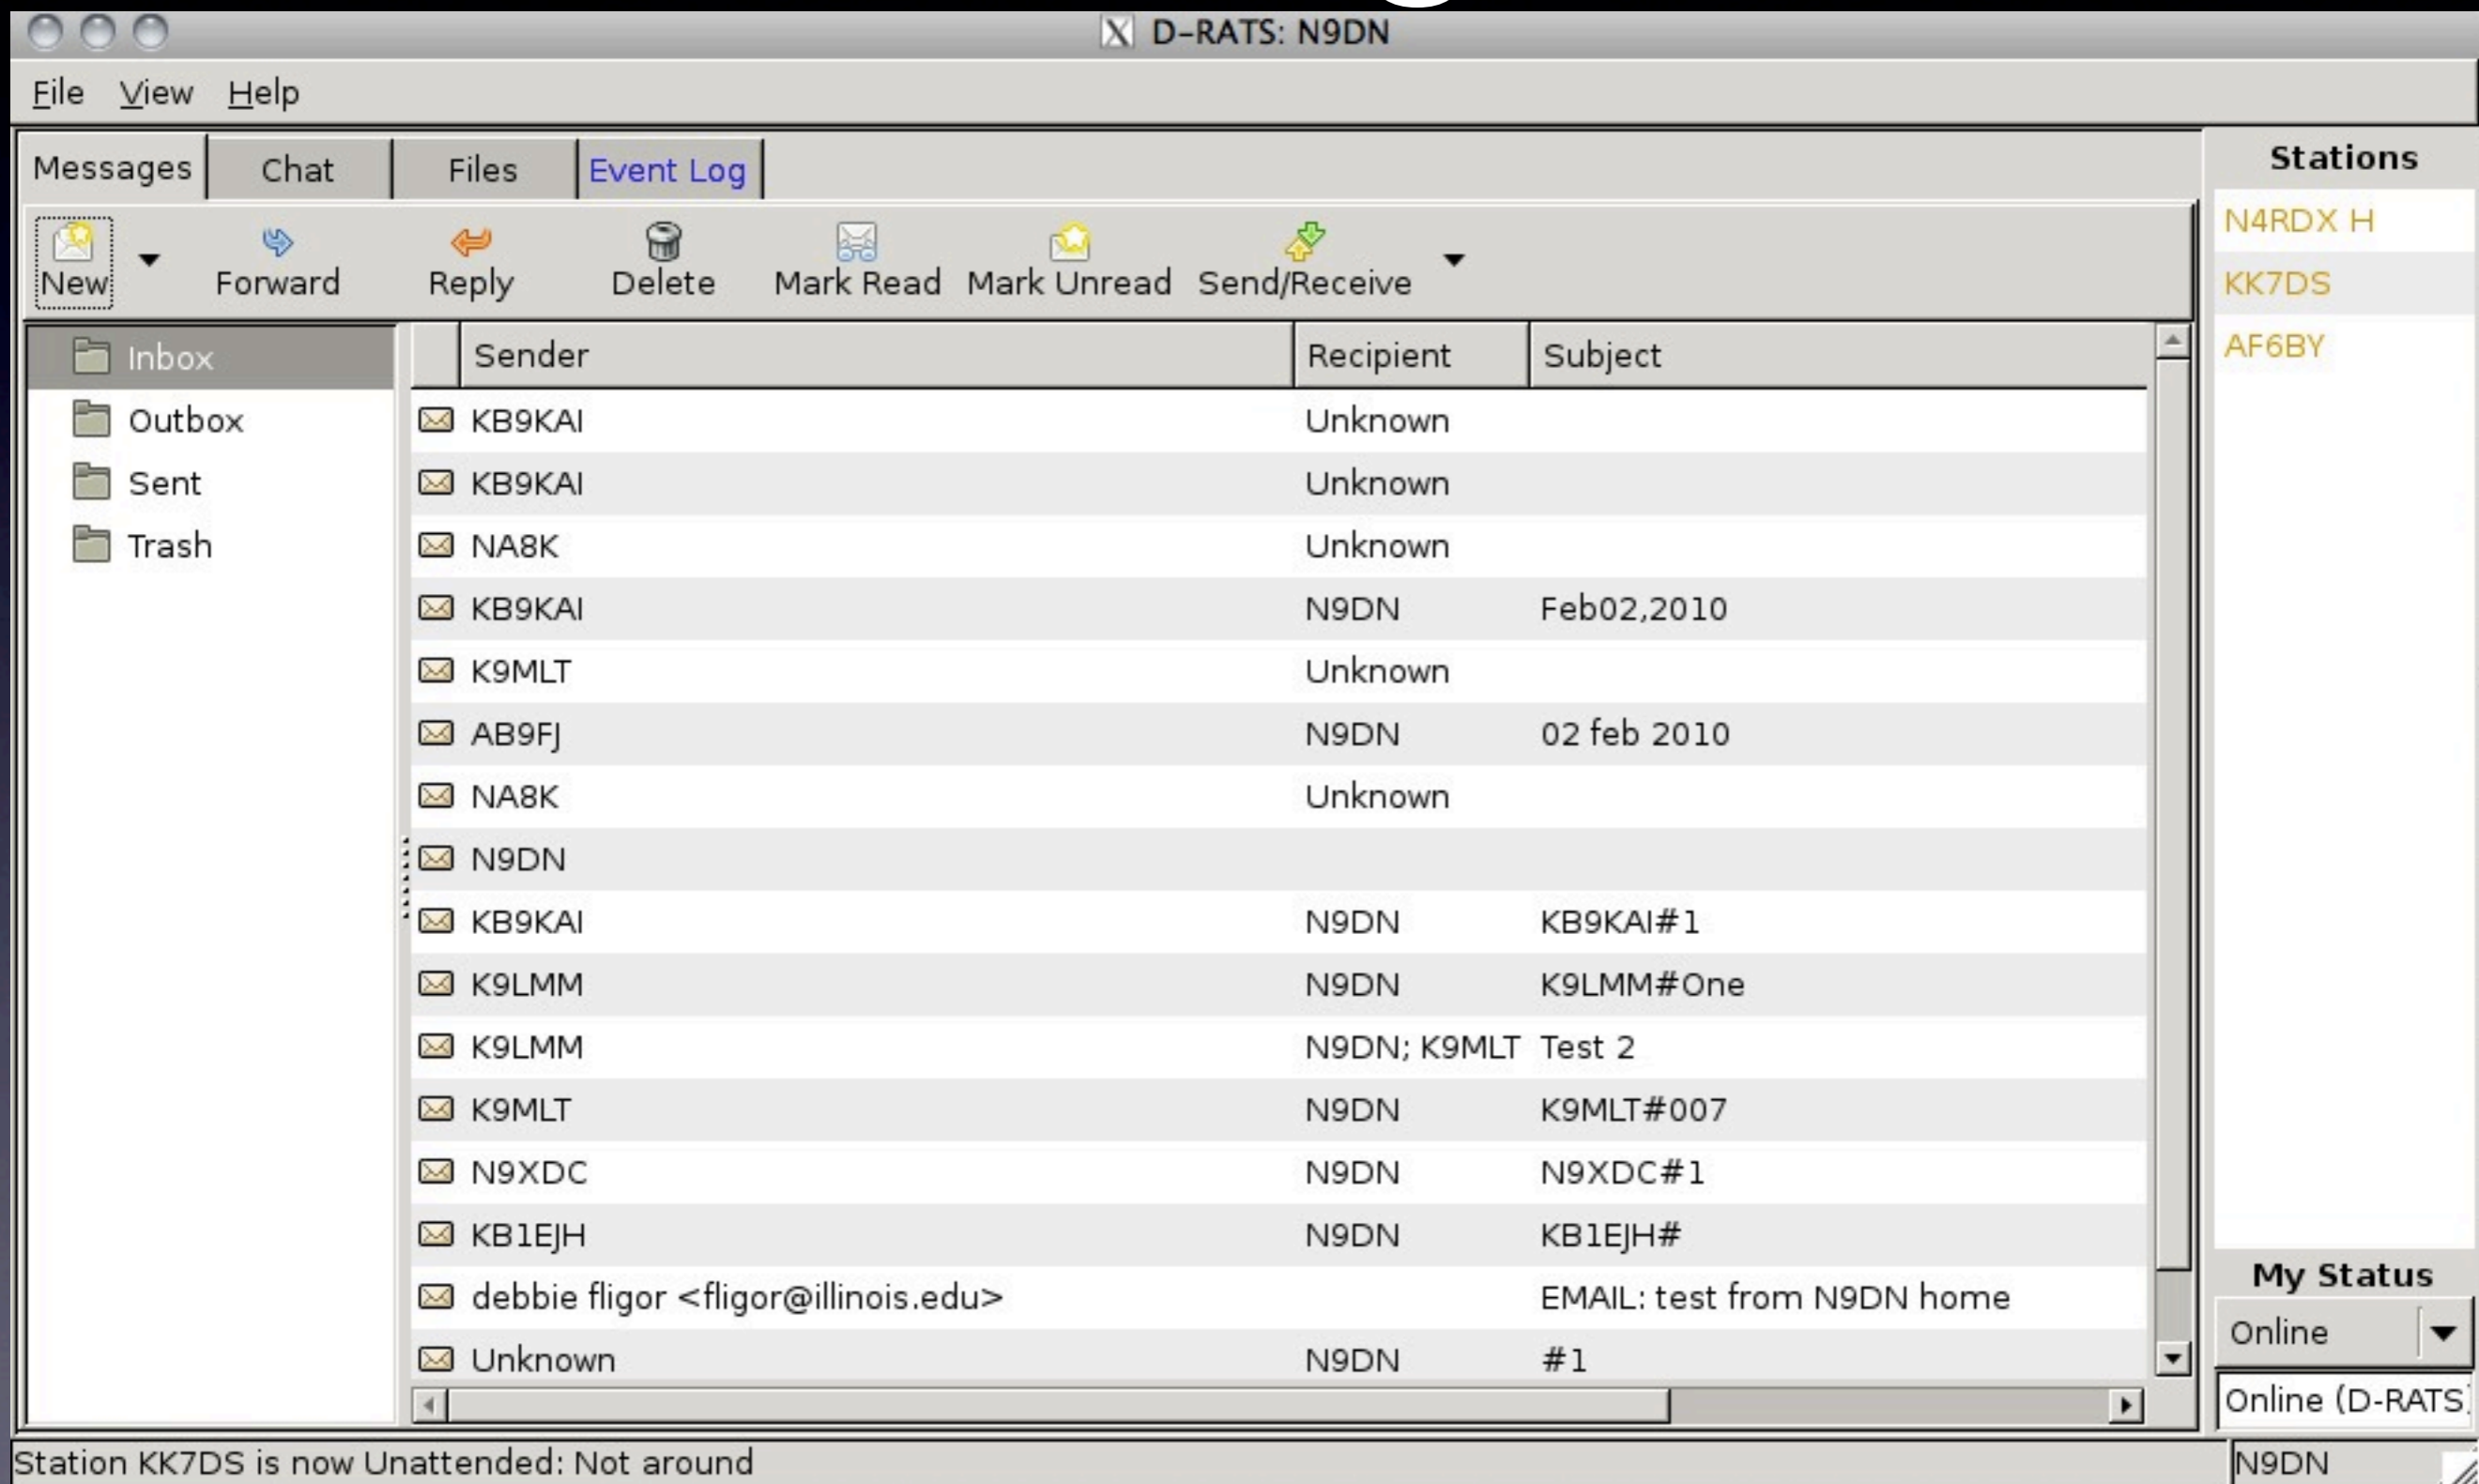 D-RATS: N9DN
File View Help
Messages Chat Files Event Log
New Forward Reply Delete Mark Read Mark Unread Send/Receive
Inbox
Outbox
Sent
Trash
Sender Recipient Subject
KB9KAI Unknown
KB9KAI Unknown
NA8K Unknown
KB9KAI N9DN Feb02,2010
K9MLT Unknown
AB9FJ N9DN 02 feb 2010
NA8K Unknown
N9DN
KB9KAI N9DN KB9KAI#1
K9LMM N9DN K9LMM#One
K9LMM N9DN; K9MLT Test 2
K9MLT N9DN K9MLT#007
N9XDC N9DN N9XDC#1
KB1EJH N9DN KB1EJH#
debbie fligor <fligor@illinois.edu> EMAIL: test from N9DN home
Unknown N9DN #1
Stations
N4RDX H
KK7DS
AF6BY
My Status
Online
Online (D-RATS)
Station KK7DS is now Unattended: Not around
N9DN